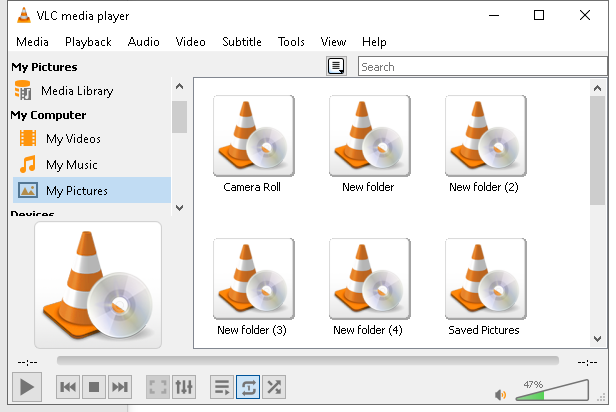 VLC media player
Media Playback Audio Video Subtitle Tools View Help
My Pictures
Search
Media Library
My Computer
My Videos
My Music
My Pictures
Devices
Camera Roll New folder New folder (2)
New folder (3) New folder (4) Saved Pictures
--:-- --:--
47%